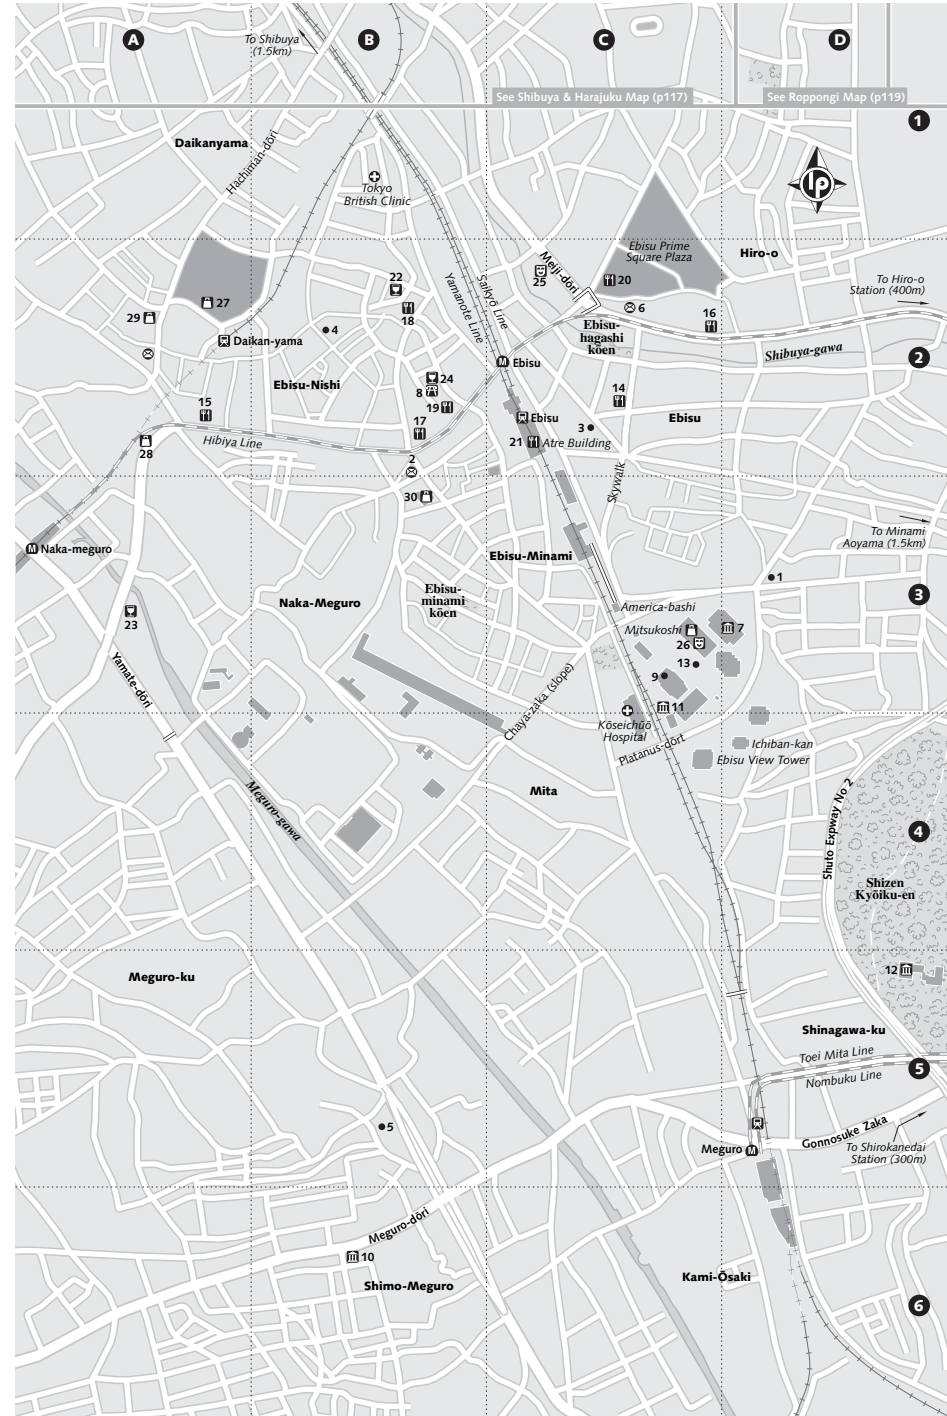 A
B
C
D
To Shibuya
(1.5km)
See Shibuya & Harajuku Map (p117)
See Roppongi Map (p119)
1
Daikanyama
Hachiman-dōri
Tokyo
British Clinic
lp
Ebisu Prime
Square Plaza
Hiro-o
Meiji-dōri
25
20
22
18
Saikyō Line
Yamanote Line
To Hiro-o
Station (400m)
27
29
4
6
16
Daikan-yama
Ebisu-
hagashi
kōen
Shibuya-gawa
2
Ebisu
Ebisu-Nishi
24
8
19
14
15
17
Ebisu
3
Ebisu
Hibiya Line
28
21
Atre Building
2
30
Skywalk
To Minami
Aoyama (1.5km)
Naka-meguro
Ebisu-Minami
1
3
Naka-Meguro
Ebisu-
minami
kōen
America-bashi
23
Mitsukoshi
7
26
13
9
Yamate-dōri
11
Chaya-zaka (slope)
Kōseichūō
Hospital
Platanus-dōrt
Ichiban-kan
Ebisu View Tower
Meguro-gawa
Mita
Shuto Expway No 2
4
Shizen
Kyōiku-en
Meguro-ku
12
Shinagawa-ku
Toei Mita Line
5
Nombuku Line
5
Gonnosuke Zaka
Meguro
To Shirokanedai
Station (300m)
Meguro-dōri
10
Shimo-Meguro
Kami-Ōsaki
6